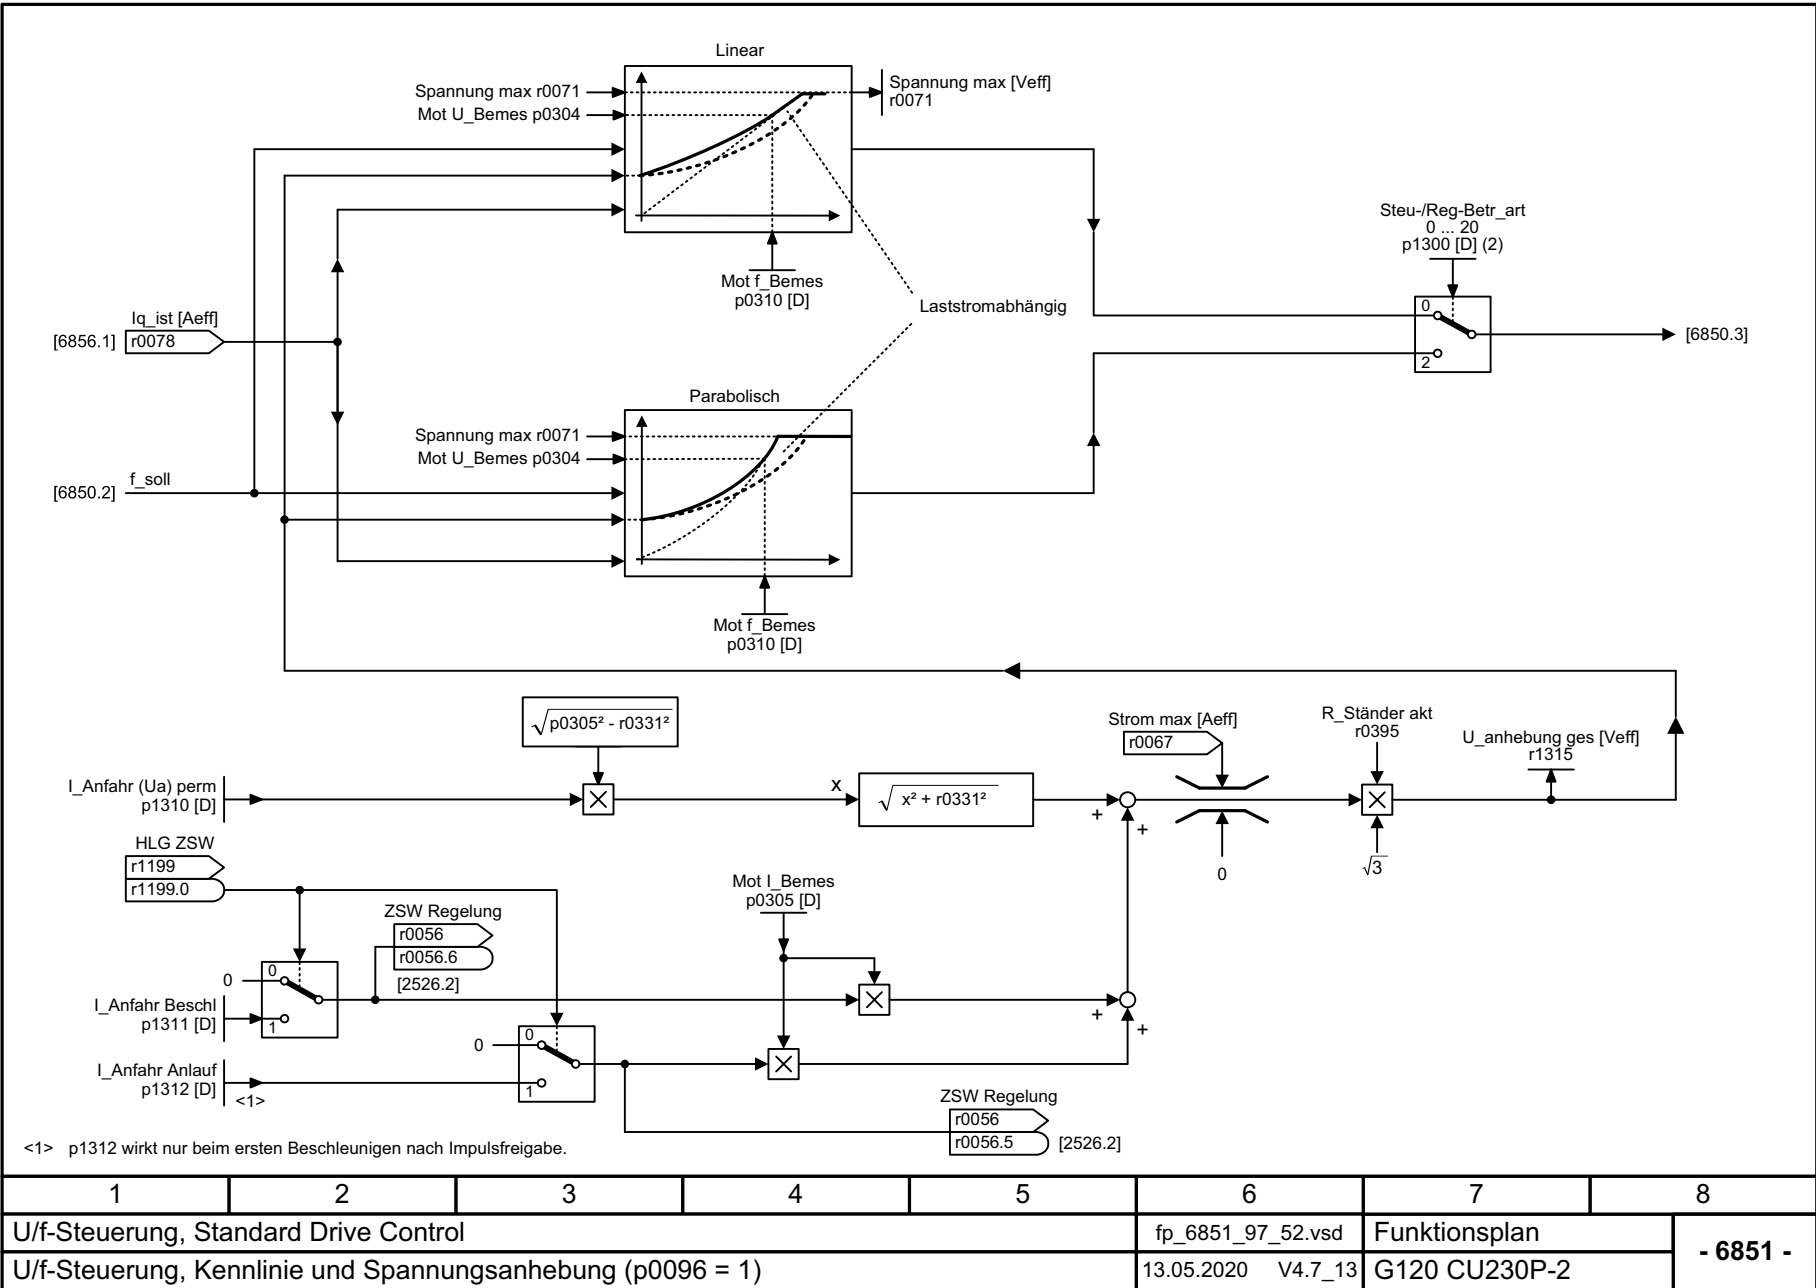 Linear
Spannung max r0071
Mot U_Bemes p0304
Spannung max [Veff]
r0071
Mot f_Bemes
p0310 [D]
Laststromabhängig
Steu-/Reg-Betr_art
0 ... 20
p1300 [D] (2)
0
2
[6850.3]
Iq_ist [Aeff]
[6856.1] r0078
Parabolisch
Spannung max r0071
Mot U_Bemes p0304
[6850.2] f_soll
Mot f_Bemes
p0310 [D]
√p0305² - r0331²
I_Anfahr (Ua) perm
p1310 [D]
x
√x² + r0331²
+
+
Strom max [Aeff]
r0067
0
R_Ständer akt
r0395
√3
U_anhebung ges [Veff]
r1315
HLG ZSW
r1199
r1199.0
ZSW Regelung
r0056
r0056.6
[2526.2]
Mot I_Bemes
p0305 [D]
0
0
1
I_Anfahr Beschl
p1311 [D]
+
+
0
0
1
I_Anfahr Anlauf
p1312 [D]
<1>
ZSW Regelung
r0056
r0056.5 [2526.2]
<1> p1312 wirkt nur beim ersten Beschleunigen nach Impulsfreigabe.
1 2 3 4 5 6 7 8
U/f-Steuerung, Standard Drive Control
fp_6851_97_52.vsd
Funktionsplan
- 6851 -
U/f-Steuerung, Kennlinie und Spannungsanhebung (p0096 = 1)
13.05.2020 V4.7_13
G120 CU230P-2